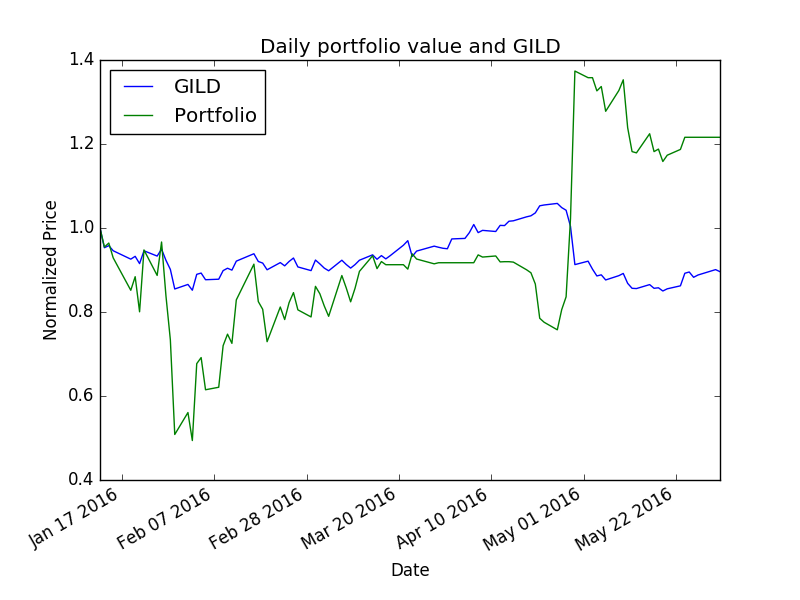 Daily portfolio value and GILD
GILD
Portfolio
1.4
1.2
1.0
0.8
0.6
0.4
Normalized Price
Jan 17 2016
Feb 07 2016
Feb 28 2016
Mar 20 2016
Apr 10 2016
May 01 2016
May 22 2016
Date